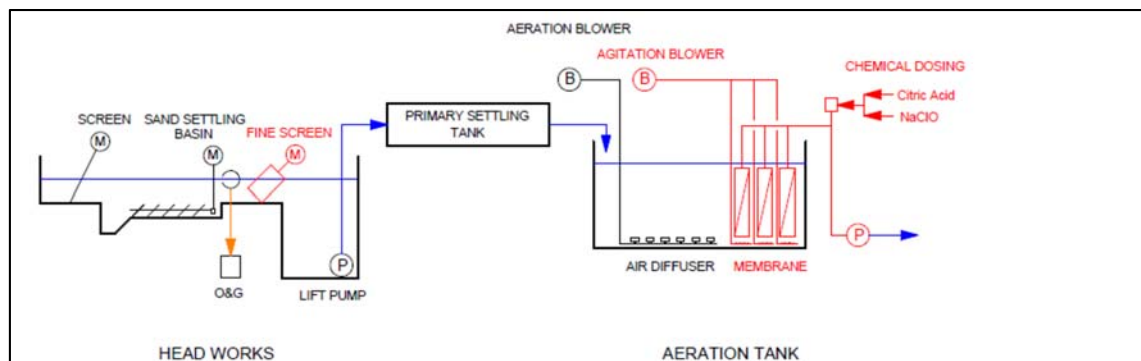 AERATION BLOWER
AGITATION BLOWER
CHEMICAL DOSING
B
B
Citric Acid
NaClO
SCREEN
SAND SETTLING
BASIN
FINE SCREEN
PRIMARY SETTLING
TANK
M
M
M
P
P
O&G
LIFT PUMP
AIR DIFFUSER
MEMBRANE
HEAD WORKS
AERATION TANK